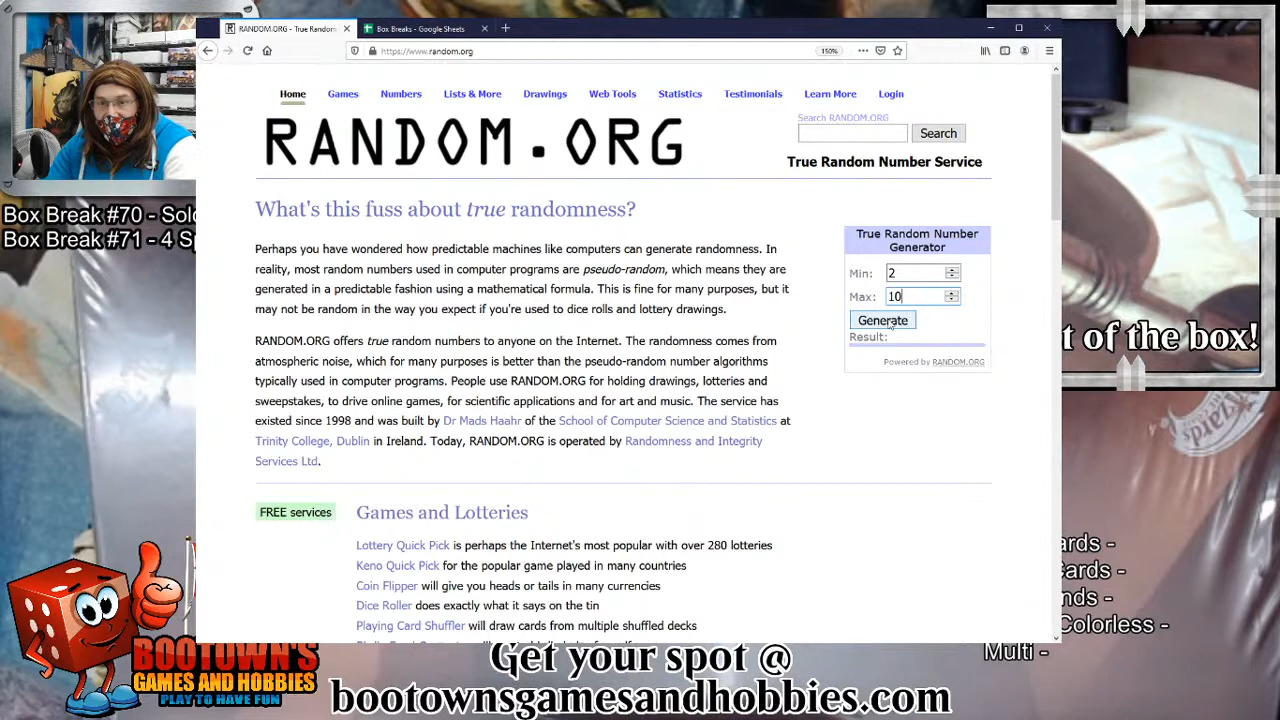 RANDOM.ORG - True Random
Box Breaks - Google Sheets
https://www.random.org
150%
Home Games Numbers Lists & More Drawings Web Tools Statistics Testimonials Learn More Login
RANDOM.ORG
Search RANDOM.ORG
Search
True Random Number Service
Box Break #70 - Sol
Box Break #71 - 4 Sp
What's this fuss about true randomness?
Perhaps you have wondered how predictable machines like computers can generate randomness. In
reality, most random numbers used in computer programs are pseudo-random, which means they are
generated in a predictable fashion using a mathematical formula. This is fine for many purposes, but it
may not be random in the way you expect if you're used to dice rolls and lottery drawings.
RANDOM.ORG offers true random numbers to anyone on the Internet. The randomness comes from
atmospheric noise, which for many purposes is better than the pseudo-random number algorithms
typically used in computer programs. People use RANDOM.ORG for holding drawings, lotteries and
sweepstakes, to drive online games, for scientific applications and for art and music. The service has
existed since 1998 and was built by Dr Mads Haahr of the School of Computer Science and Statistics at
Trinity College, Dublin in Ireland. Today, RANDOM.ORG is operated by Randomness and Integrity
Services Ltd.
True Random Number
Generator
Min: 2
Max: 10
Generate
Result:
Powered by RANDOM.ORG
t of the box!
FREE services
Games and Lotteries
Lottery Quick Pick is perhaps the Internet's most popular with over 280 lotteries
Keno Quick Pick for the popular game played in many countries
Coin Flipper will give you heads or tails in many currencies
Dice Roller does exactly what it says on the tin
Playing Card Shuffler will draw cards from multiple shuffled decks
ards -
ards -
nds -
Colorless -
Multi -
BOOTOWN'S
GAMES AND HOBBIES
PLAY TO HAVE FUN
Get your spot @
bootownsgamesandhobbies.com